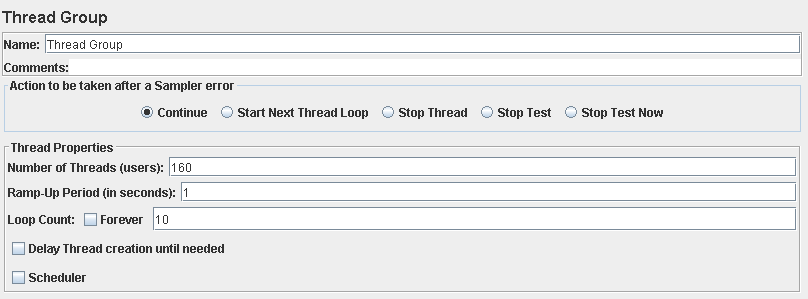 Thread Group
Name: Thread Group
Comments:
Action to be taken after a Sampler error
Continue Start Next Thread Loop Stop Thread Stop Test Stop Test Now
Thread Properties
Number of Threads (users): 160
Ramp-Up Period (in seconds): 1
Loop Count: Forever 10
Delay Thread creation until needed
Scheduler